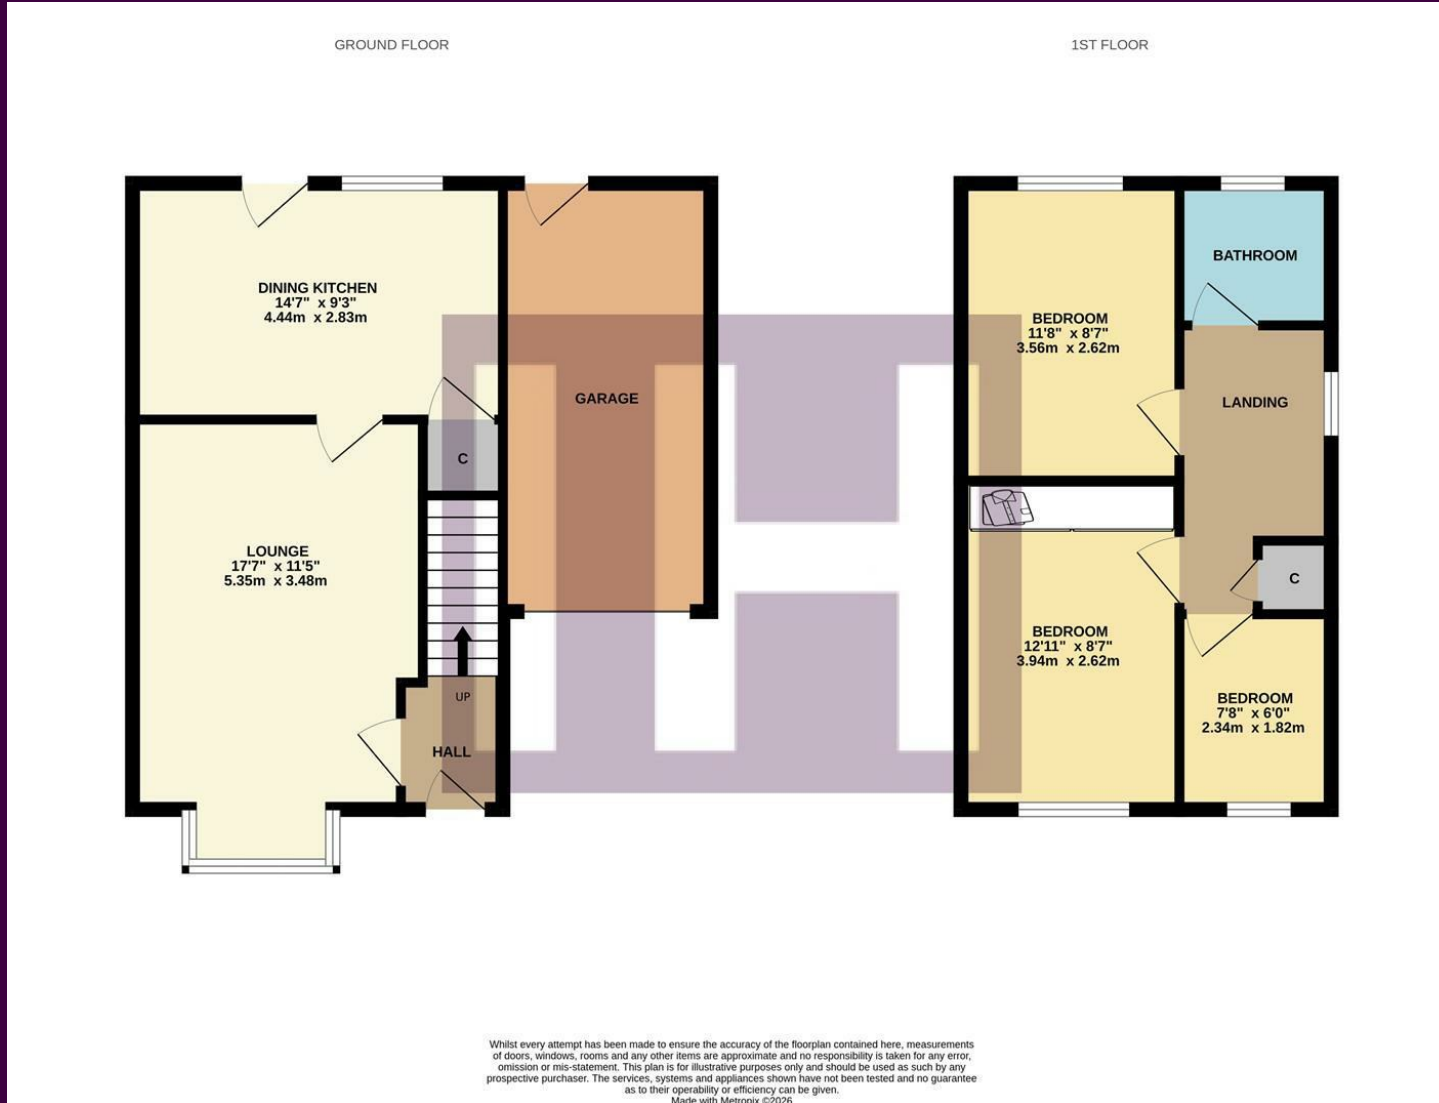 GROUND FLOOR
1ST FLOOR
DINING KITCHEN
14'7" x 9'3"
4.44m x 2.83m
GARAGE
C
LOUNGE
17'7" x 11'5"
5.35m x 3.48m
UP
HALL
BEDROOM
11'8" x 8'7"
3.56m x 2.62m
BATHROOM
LANDING
C
BEDROOM
12'11" x 8'7"
3.94m x 2.62m
BEDROOM
7'8" x 6'0"
2.34m x 1.82m
Whilst every attempt has been made to ensure the accuracy of the floorplan contained here, measurements
of doors, windows, rooms and any other items are approximate and no responsibility is taken for any error,
omission or mis-statement. This plan is for illustrative purposes only and should be used as such by any
prospective purchaser. The services, systems and appliances shown have not been tested and no guarantee
as to their operability or efficiency can be given.
Made with Metropix ©2026